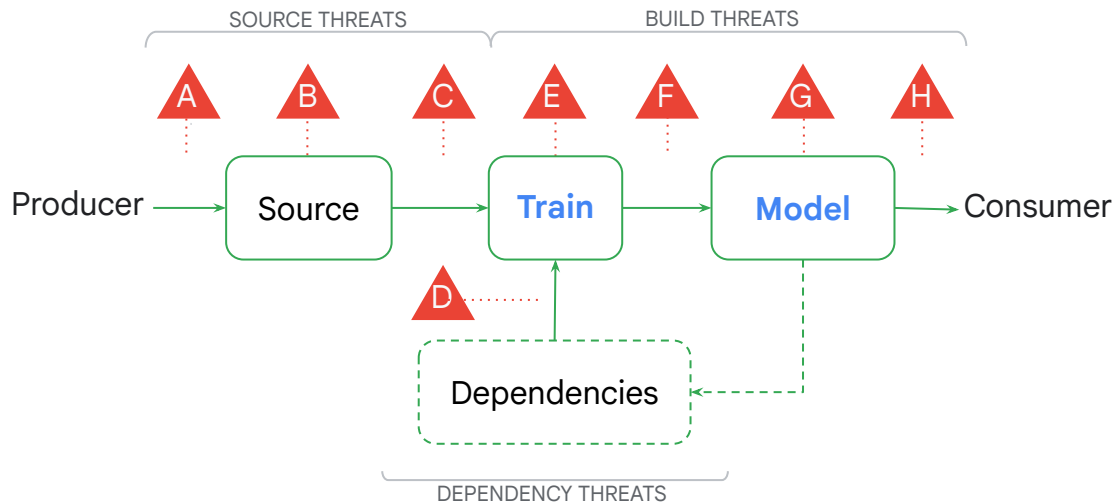 SOURCE THREATS
BUILD THREATS
A
B
C
E
F
G
H
Producer
Source
Train
Model
Consumer
D
Dependencies
DEPENDENCY THREATS